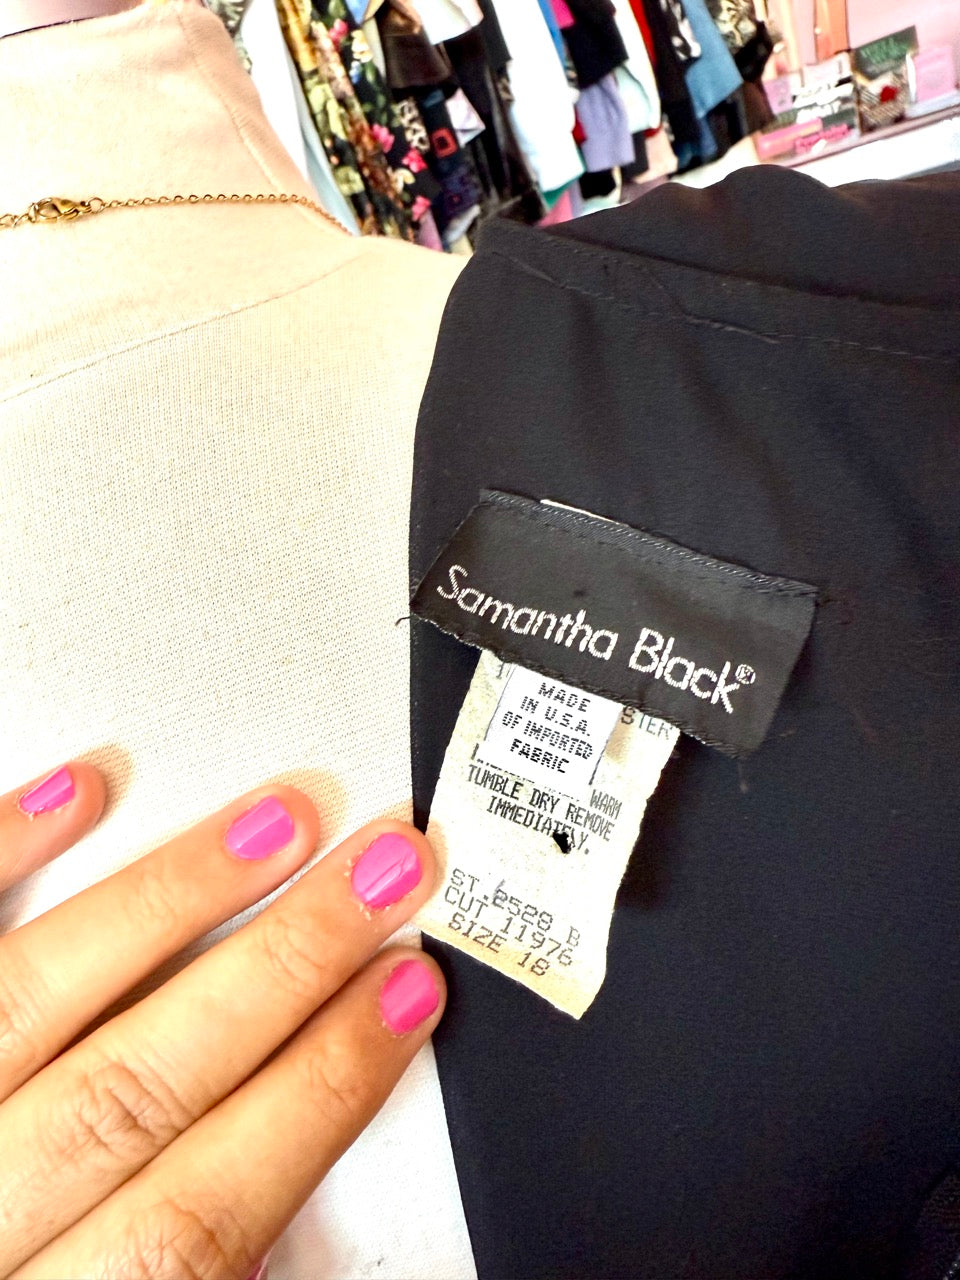 Samantha Black®
MADE
IN U.S.A.
OF IMPORTED
FABRIC
WARM
TUMBLE DRY REMOVE
IMMEDIATELY.
ST.2528 B
CUT 11976
SIZE 18